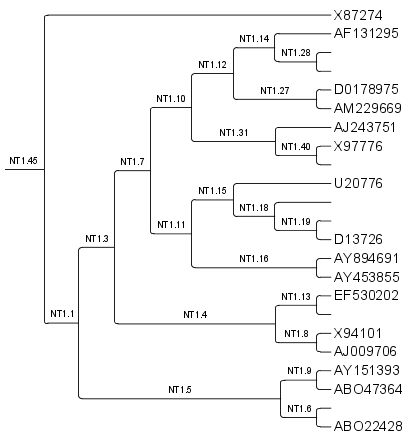 X87274
AF131295
NT1.14
NT1.28
NT1.12
D0178975
NT1.27
NT1.10
AM229669
AJ243751
NT1.31
X97776
NT1.40
NT1.45
NT1.7
U20776
NT1.15
NT1.18
NT1.19
NT1.11
NT1.3
D13726
AY894691
NT1.16
AY453855
EF530202
NT1.13
NT1.1
NT1.4
X94101
NT1.8
AJ009706
AY151393
NT1.9
NT1.5
ABO47364
NT1.6
ABO22428